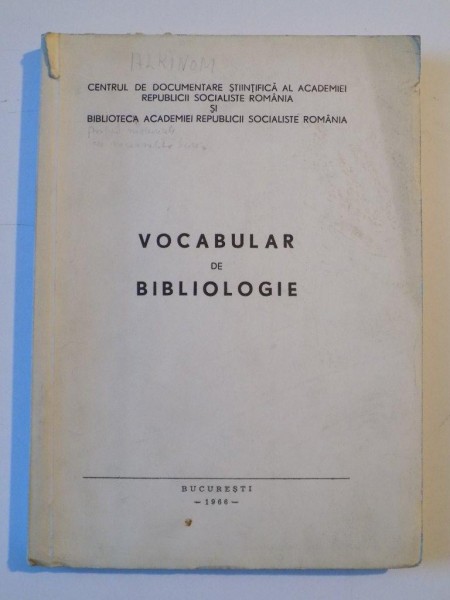 CENTRUL DE DOCUMENTARE ȘTIINȚIFICĂ AL ACADEMIEI
REPUBLICII SOCIALISTE ROMÂNIA
ȘI
BIBLIOTECA ACADEMIEI REPUBLICII SOCIALISTE ROMÂNIA
VOCABULAR
DE
BIBLIOLOGIE
BUCUREȘTI
— 1966 —